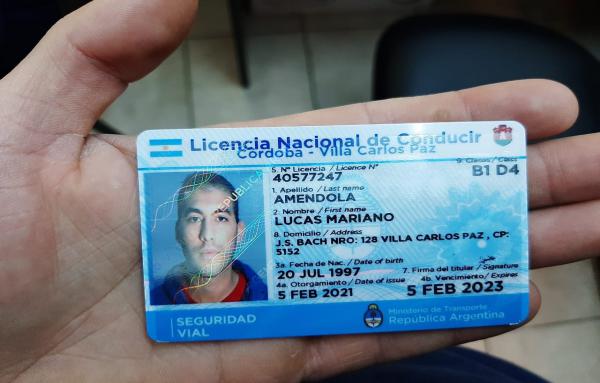 Licencia Nacional de Conducir
Córdoba - Villa Carlos Paz
5. N° Licencia / Licence N°
9. Clases / Class
40577247
B1 D4
1. Apellido / Last name
AMENDOLA
2. Nombre / First name
LUCAS MARIANO
8. Domicilio / Address
J.S. BACH NRO: 128 VILLA CARLOS PAZ , CP:
5152
3a. Fecha de Nac. / Date of birth
20 JUL 1997
7. Firma del titular / Signature
4a. Otorgamiento / Date of issue
4b. Vencimiento / Expires
5 FEB 2021
5 FEB 2023
SEGURIDAD
VIAL
Ministerio de Transporte
República Argentina